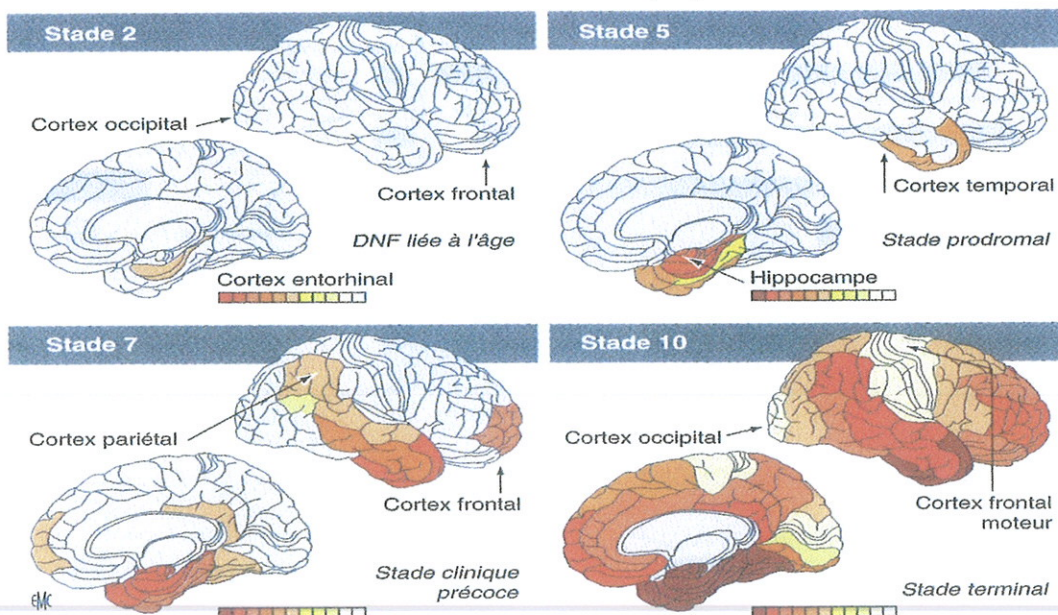 Stade 2
Cortex occipital
Cortex frontal
DNF liée à l'âge
Cortex entorhinal
Stade 5
Cortex temporal
Stade prodromal
Hippocampe
Stade 7
Cortex pariétal
Cortex frontal
Stade clinique
précoce
EMC
Stade 10
Cortex occipital
Cortex frontal
moteur
Stade terminal